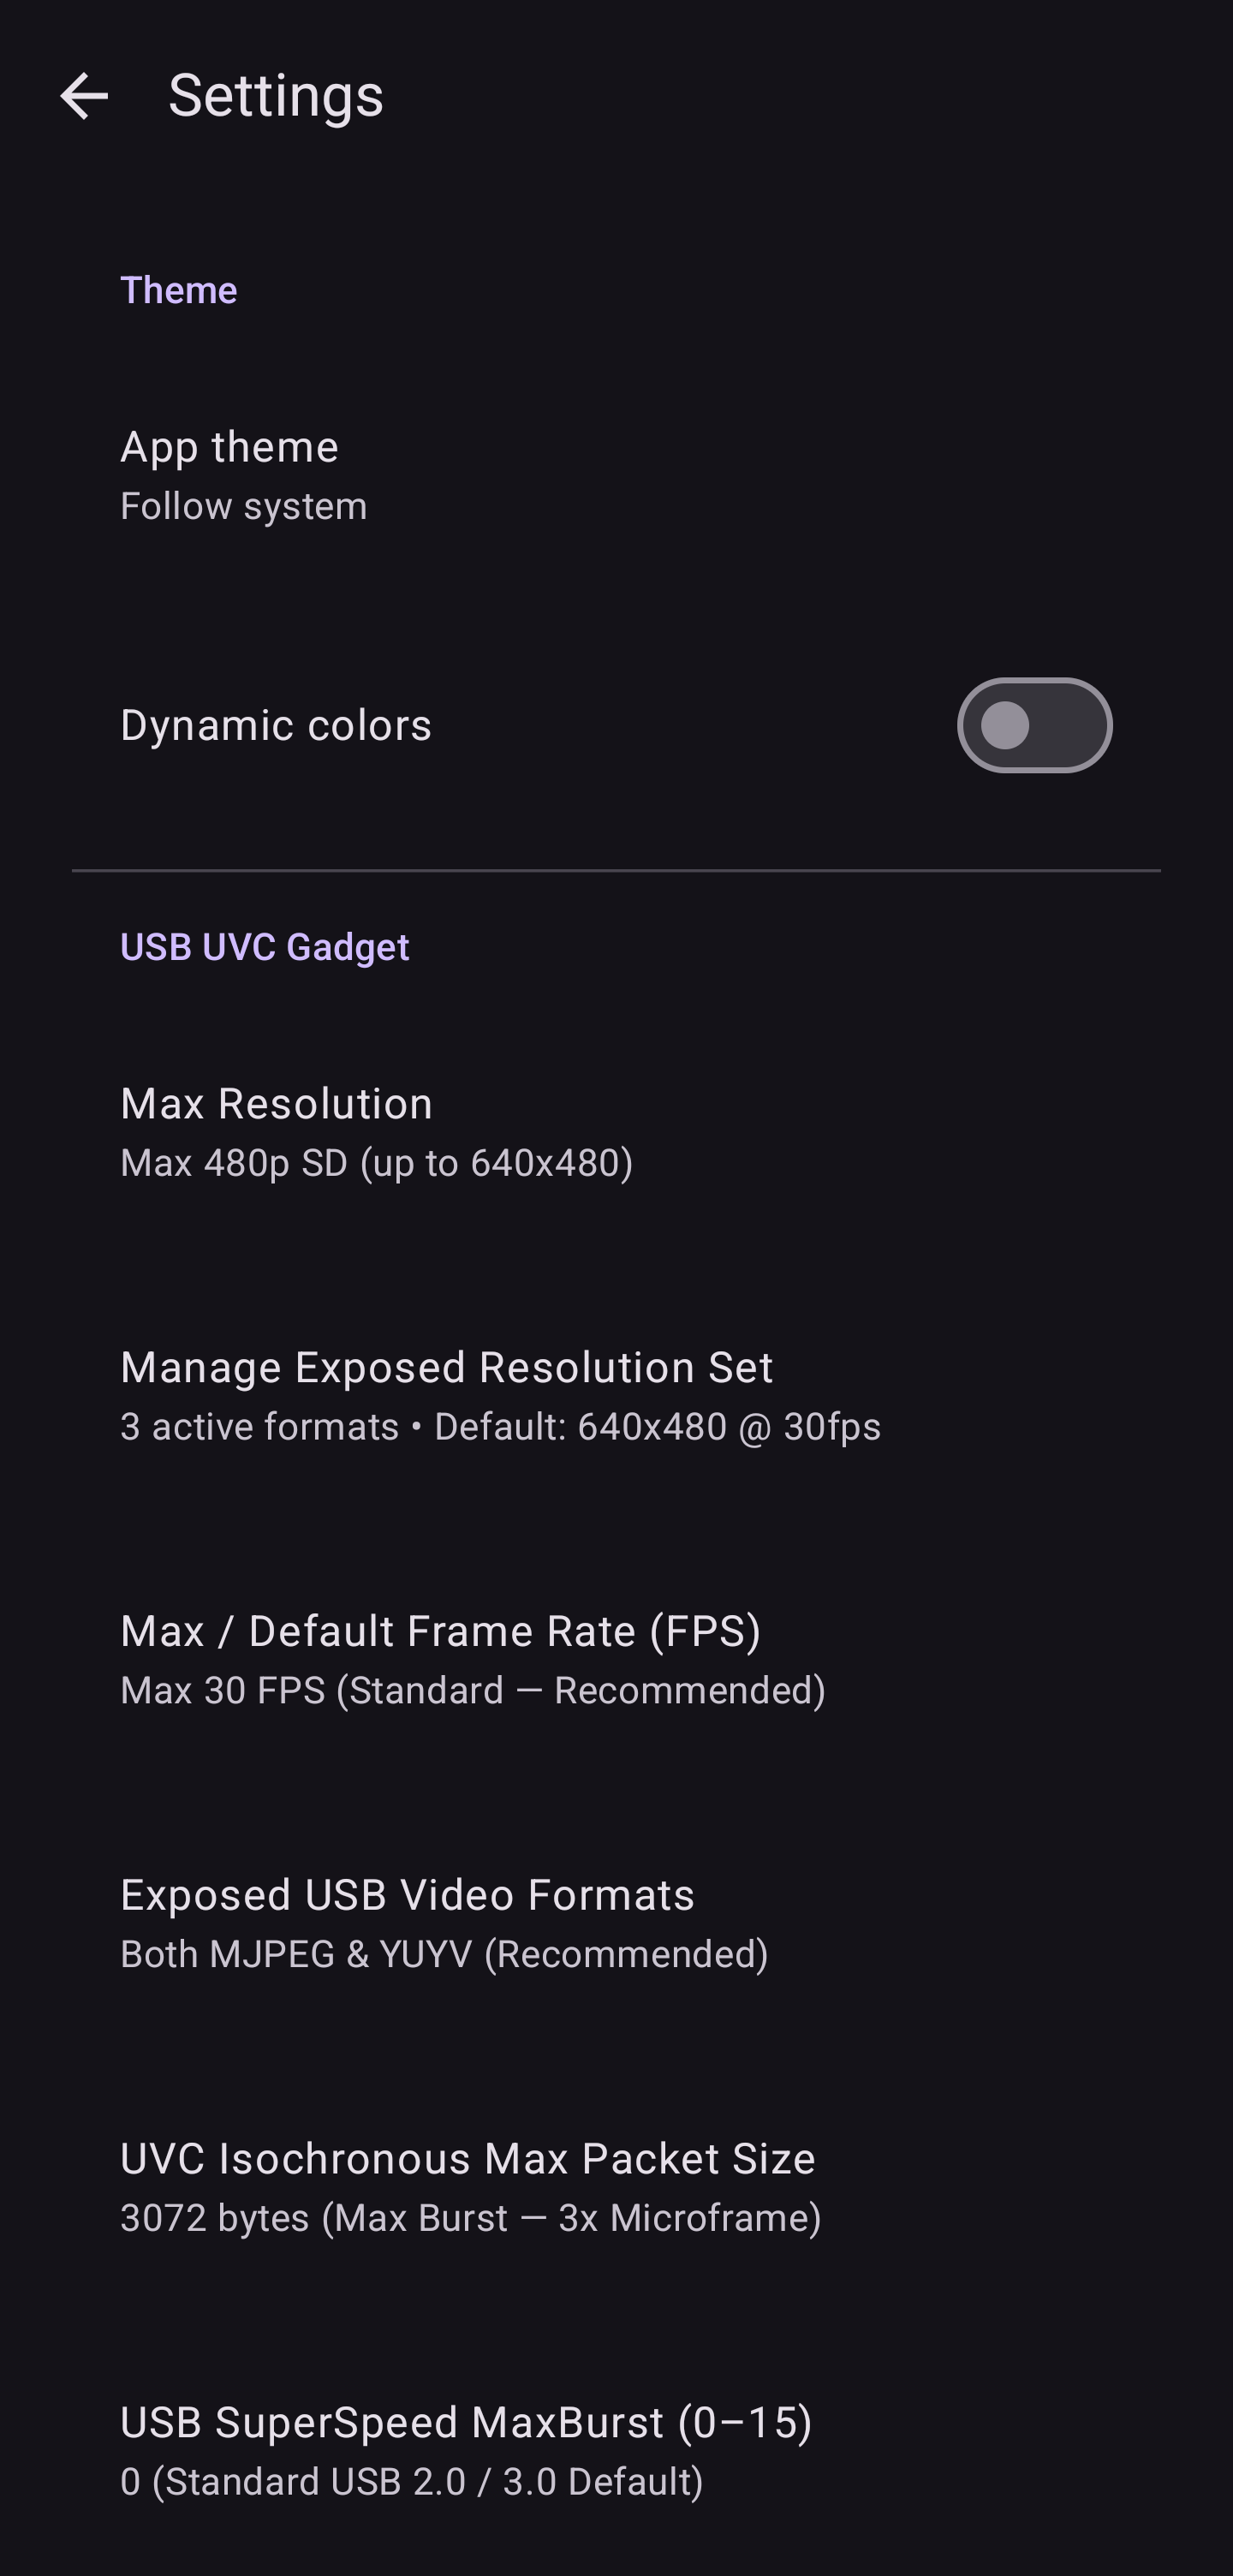 Settings
Theme
App theme
Follow system
Dynamic colors
USB UVC Gadget
Max Resolution
Max 480p SD (up to 640x480)
Manage Exposed Resolution Set
3 active formats • Default: 640x480 @ 30fps
Max / Default Frame Rate (FPS)
Max 30 FPS (Standard — Recommended)
Exposed USB Video Formats
Both MJPEG & YUYV (Recommended)
UVC Isochronous Max Packet Size
3072 bytes (Max Burst — 3x Microframe)
USB SuperSpeed MaxBurst (0–15)
0 (Standard USB 2.0 / 3.0 Default)